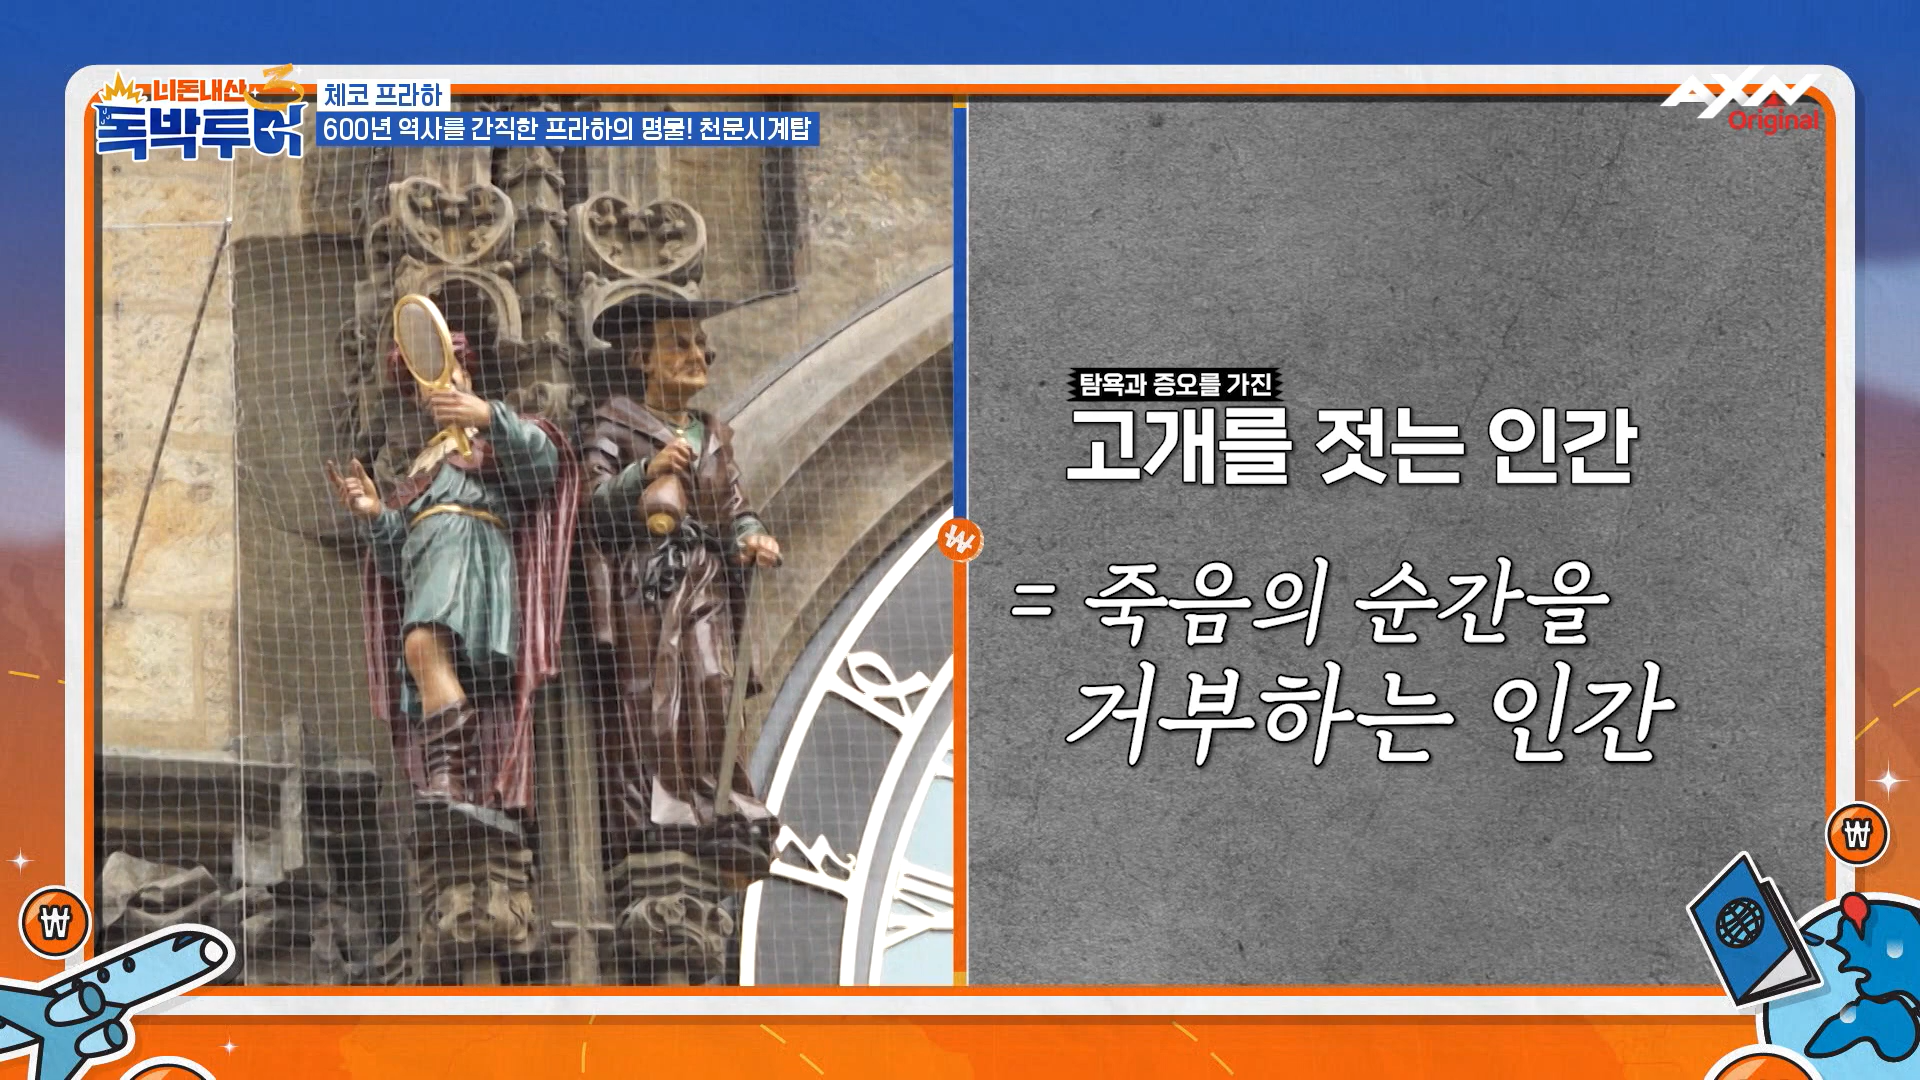 니돈내산
독박투어3
체코 프라하
600년 역사를 간직한 프라하의 명물! 천문시계탑
AXN
Original
탐욕과 증오를 가진
고개를 젓는 인간
= 죽음의 순간을
거부하는 인간